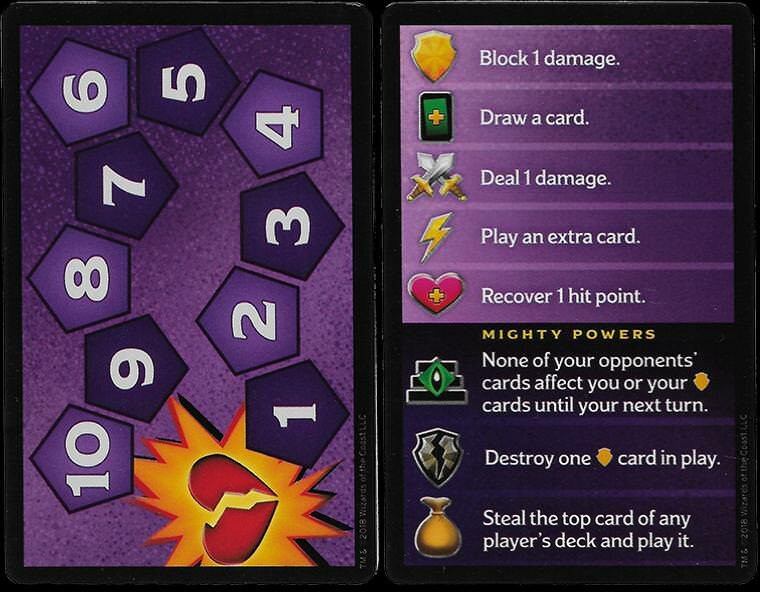 1
2
3
4
5
6
7
8
9
10
TM & ©2018 Wizards of the Coast LLC
Block 1 damage.
Draw a card.
Deal 1 damage.
Play an extra card.
Recover 1 hit point.
MIGHTY POWERS
None of your opponents'
cards affect you or your
cards until your next turn.
Destroy one card in play.
Steal the top card of any
player's deck and play it.
TM & ©2018 Wizards of the Coast LLC